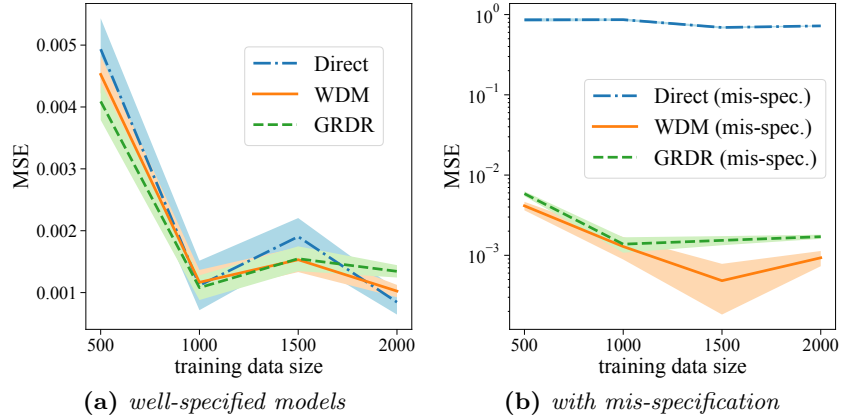 0.005
0.004
0.003
0.002
0.001
MSE
Direct
WDM
GRDR
500
1000
1500
2000
training data size
(a) well-specified models
10⁰
10⁻¹
10⁻²
10⁻³
MSE
Direct (mis-spec.)
WDM (mis-spec.)
GRDR (mis-spec.)
500
1000
1500
2000
training data size
(b) with mis-specification